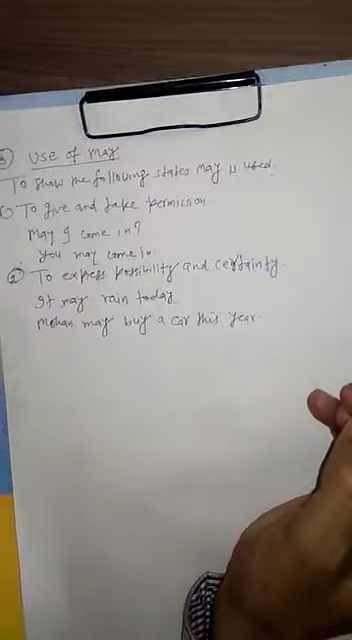 ③ Use of may
To show the following states may is used.
① To give and take permission
May I come in?
You may come in.
② To express possibility and certainty.
It may rain today.
Mohan may buy a car this year.